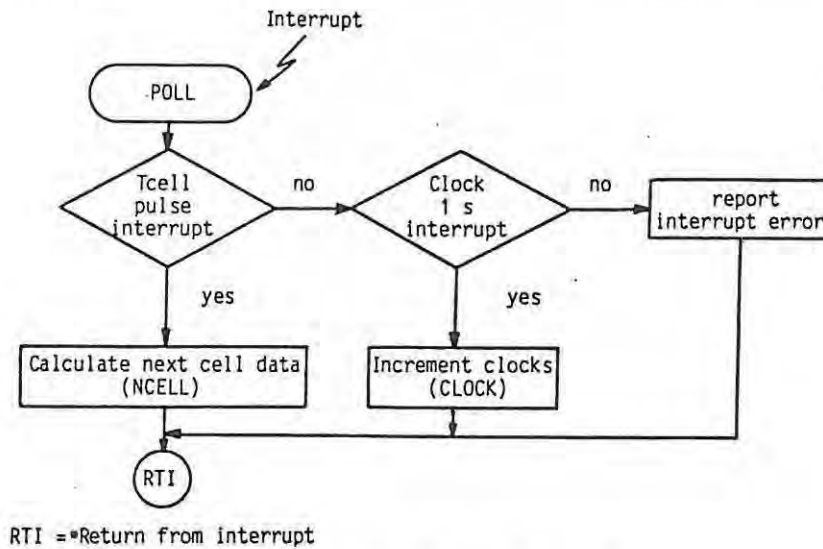 Interrupt
POLL
Tcell
pulse
interrupt
no
Clock
1 s
interrupt
no
report
interrupt error
yes
yes
Calculate next cell data
(NCELL)
Increment clocks
(CLOCK)
RTI
RTI = Return from interrupt